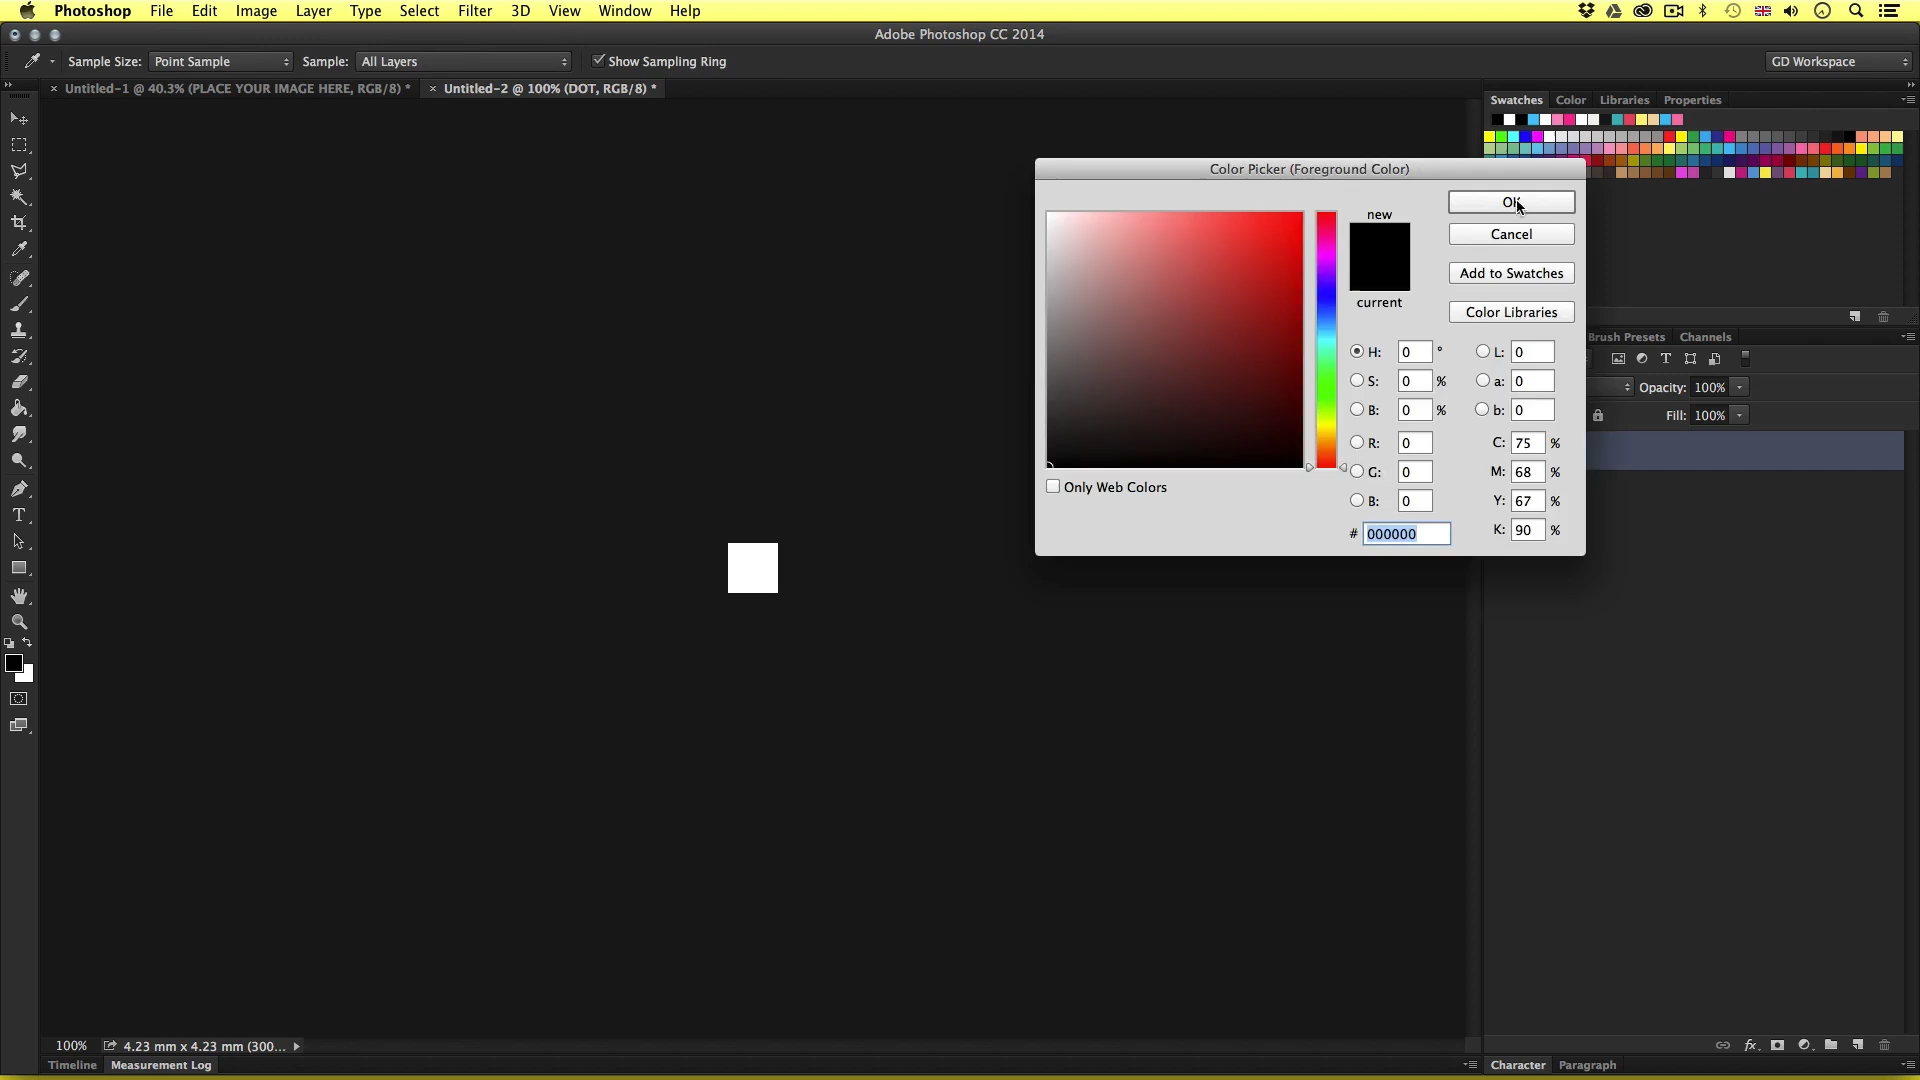 Photoshop File Edit Image Layer Type Select Filter 3D View Window Help
Adobe Photoshop CC 2014
Sample Size: Point Sample Sample: All Layers Show Sampling Ring GD Workspace
× Untitled-1 @ 40.3% (PLACE YOUR IMAGE HERE, RGB/8) * × Untitled-2 @ 100% (DOT, RGB/8) *
Swatches Color Libraries Properties
Color Picker (Foreground Color)
OK
new
Cancel
Add to Swatches
current
Color Libraries
Brush Presets Channels
H: 0 ° L: 0
S: 0 % a: 0
Opacity: 100%
B: 0 % b: 0
Fill: 100%
R: 0 C: 75 %
G: 0 M: 68 %
Only Web Colors
B: 0 Y: 67 %
# 000000 K: 90 %
T
100% 4.23 mm x 4.23 mm (300...
fx
Timeline Measurement Log
Character Paragraph